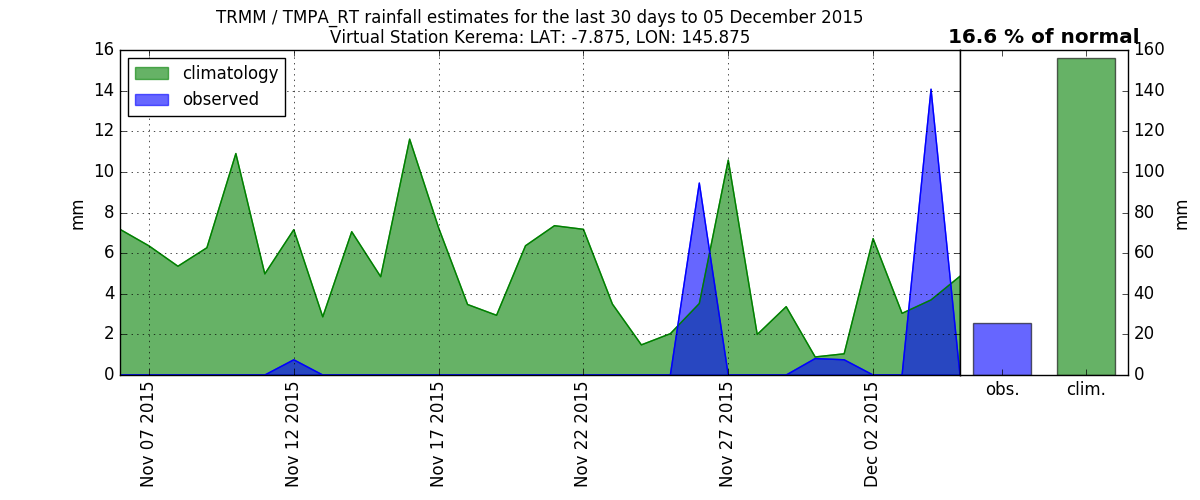 TRMM / TMPA_RT rainfall estimates for the last 30 days to 05 December 2015
Virtual Station Kerema: LAT: -7.875, LON: 145.875
16.6 % of normal
climatology
observed
16
14
12
10
8
6
4
2
0
mm
Nov 07 2015
Nov 12 2015
Nov 17 2015
Nov 22 2015
Nov 27 2015
Dec 02 2015
obs.
clim.
160
140
120
100
80
60
40
20
0
mm